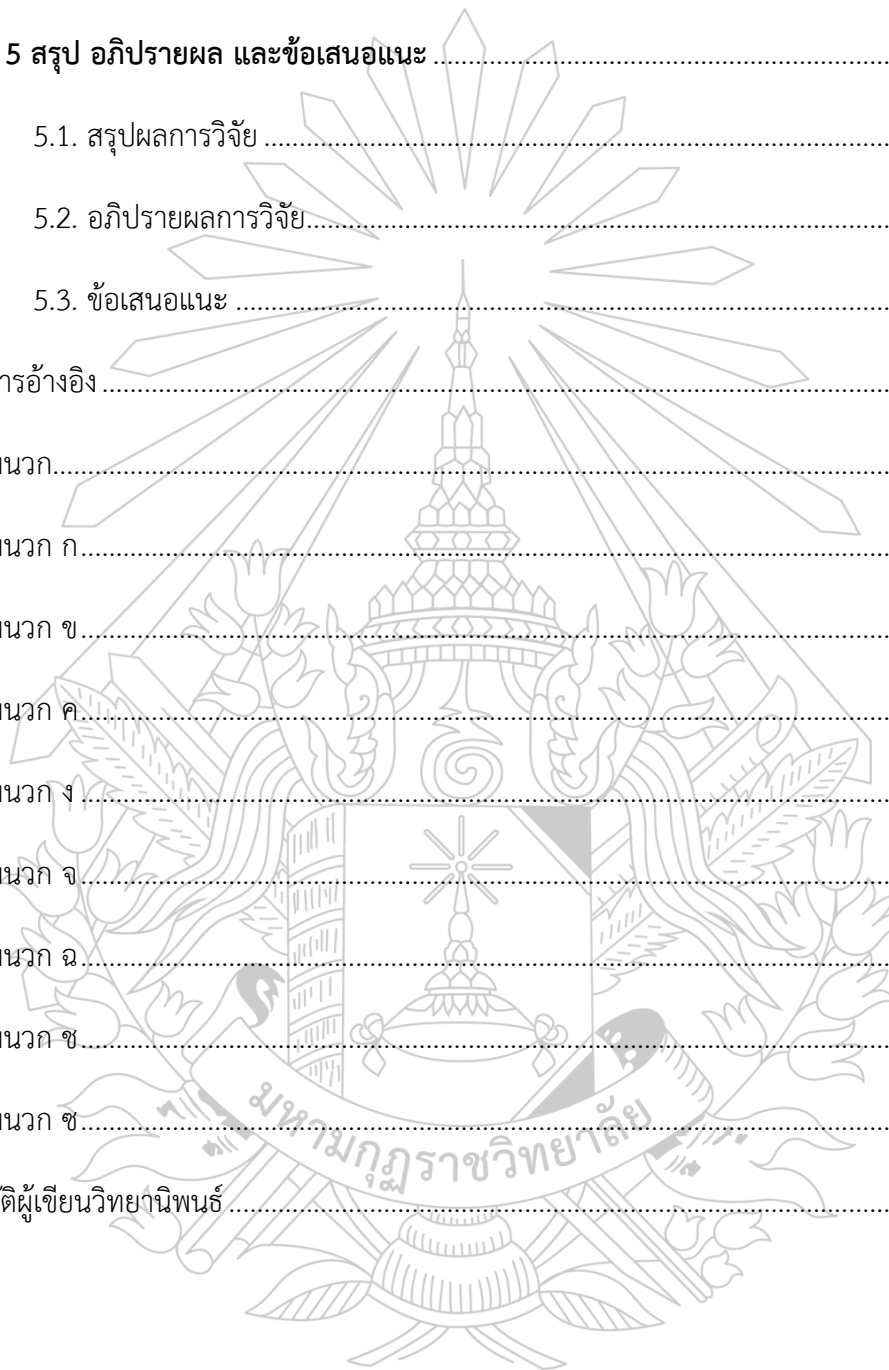 5 สรุป อภิปรายผล และข้อเสนอแนะ ................................................................
5.1. สรุปผลการวิจัย ................................................................
5.2. อภิปรายผลการวิจัย................................................................
5.3. ข้อเสนอแนะ ................................................................
ารอ้างอิง ................................................................
นวก................................................................
นวก ก................................................................
นวก ข................................................................
นวก ค................................................................
นวก ง ................................................................
นวก จ................................................................
นวก ฉ................................................................
นวก ช................................................................
นวก ซ................................................................
มหามกุฏราชวิทยาลัย
ติผู้เขียนวิทยานิพนธ์ ................................................................